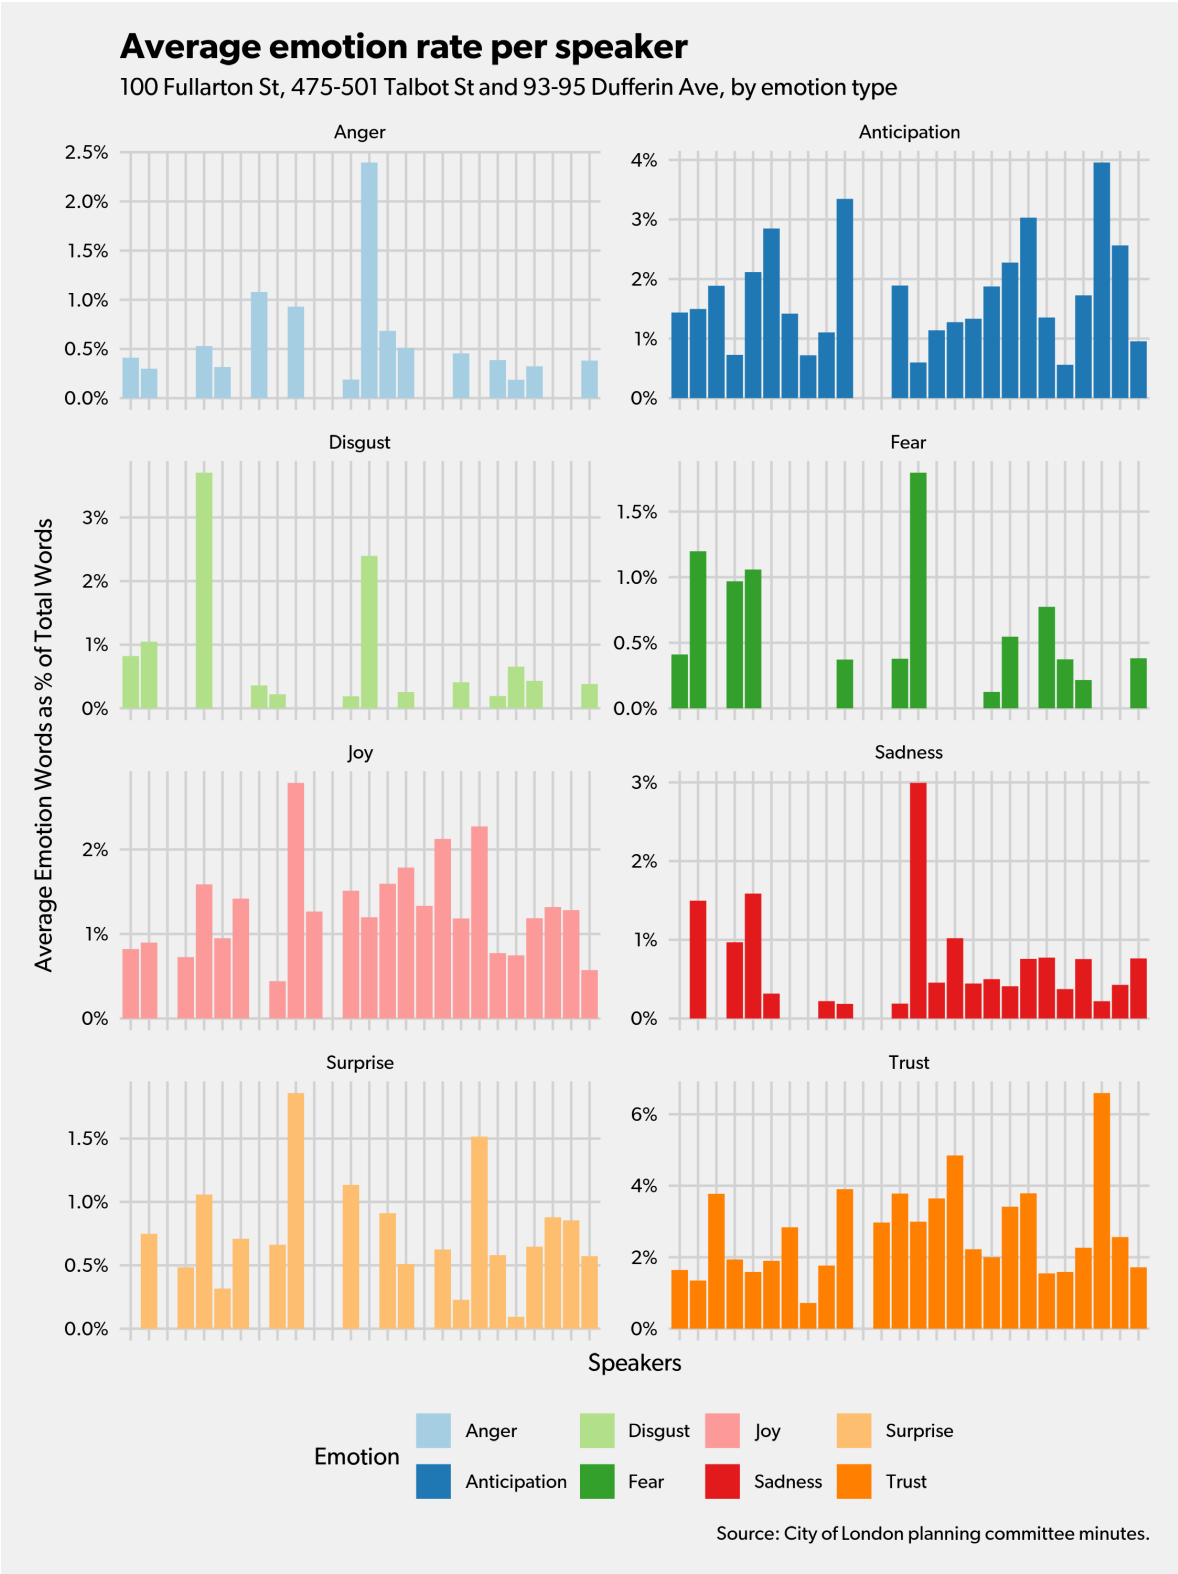 Average emotion rate per speaker
100 Fullarton St, 475-501 Talbot St and 93-95 Dufferin Ave, by emotion type
Anger
2.5%
2.0%
1.5%
1.0%
0.5%
0.0%
Anticipation
4%
3%
2%
1%
0%
Disgust
3%
2%
1%
0%
Fear
1.5%
1.0%
0.5%
0.0%
Average Emotion Words as % of Total Words
Joy
2%
1%
0%
Sadness
3%
2%
1%
0%
Surprise
1.5%
1.0%
0.5%
0.0%
Trust
6%
4%
2%
0%
Speakers
Emotion
Anger
Disgust
Joy
Surprise
Anticipation
Fear
Sadness
Trust
Source: City of London planning committee minutes.